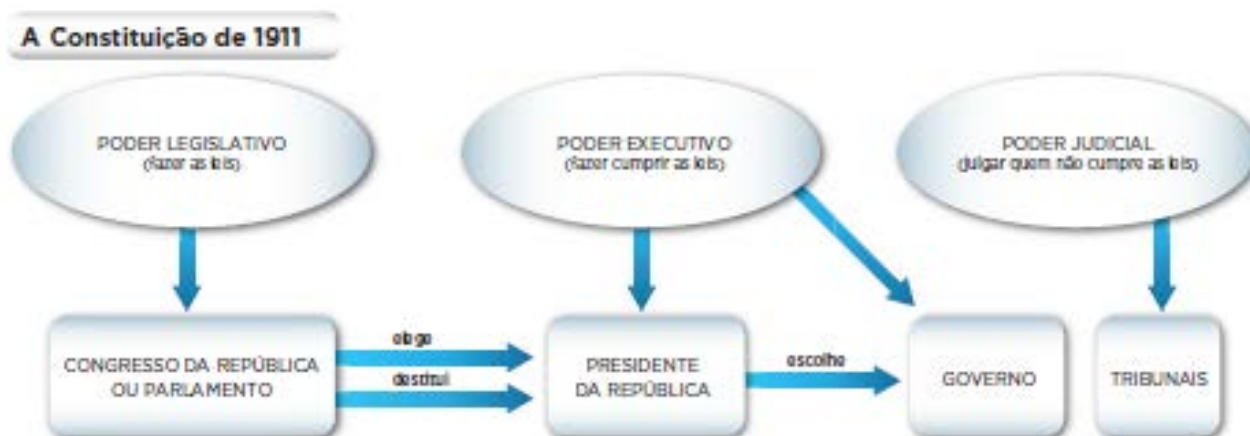 A Constituição de 1911
PODER LEGISLATIVO
(fazer as leis)
PODER EXECUTIVO
(fazer cumprir as leis)
PODER JUDICIAL
(julgar quem não cumpre as leis)
CONGRESSO DA REPÚBLICA
OU PARLAMENTO
elege
destitui
PRESIDENTE
DA REPÚBLICA
escolhe
GOVERNO
TRIBUNAIS